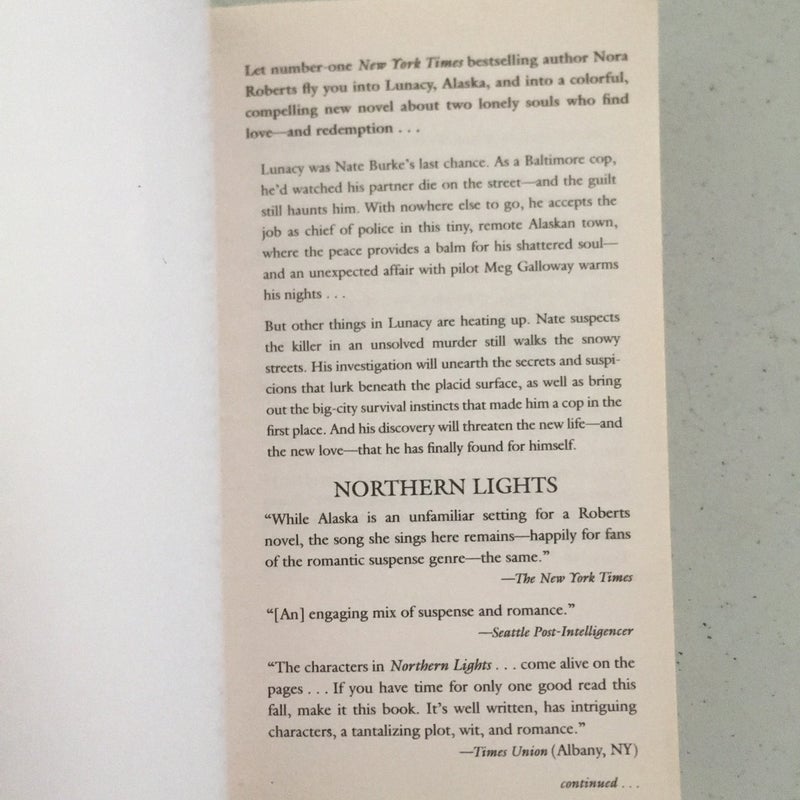 Let number-one New York Times bestselling author Nora
Roberts fly you into Lunacy, Alaska, and into a colorful,
compelling new novel about two lonely souls who find
love—and redemption . . .
Lunacy was Nate Burke's last chance. As a Baltimore cop,
he'd watched his partner die on the street—and the guilt
still haunts him. With nowhere else to go, he accepts the
job as chief of police in this tiny, remote Alaskan town,
where the peace provides a balm for his shattered soul—
and an unexpected affair with pilot Meg Galloway warms
his nights . . .
But other things in Lunacy are heating up. Nate suspects
the killer in an unsolved murder still walks the snowy
streets. His investigation will unearth the secrets and suspi-
cions that lurk beneath the placid surface, as well as bring
out the big-city survival instincts that made him a cop in the
first place. And his discovery will threaten the new life—and
the new love—that he has finally found for himself.
NORTHERN LIGHTS
“While Alaska is an unfamiliar setting for a Roberts
novel, the song she sings here remains—happily for fans
of the romantic suspense genre—the same.”
—The New York Times
“[An] engaging mix of suspense and romance.”
—Seattle Post-Intelligencer
“The characters in Northern Lights . . . come alive on the
pages . . . If you have time for only one good read this
fall, make it this book. It's well written, has intriguing
characters, a tantalizing plot, wit, and romance.”
—Times Union (Albany, NY)
continued . . .